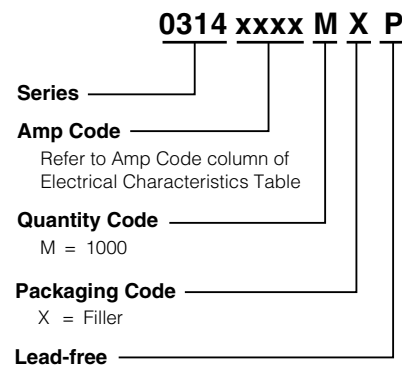 0314 xxxx M X P
Series
Amp Code
Refer to Amp Code column of
Electrical Characteristics Table
Quantity Code
M = 1000
Packaging Code
X = Filler
Lead-free